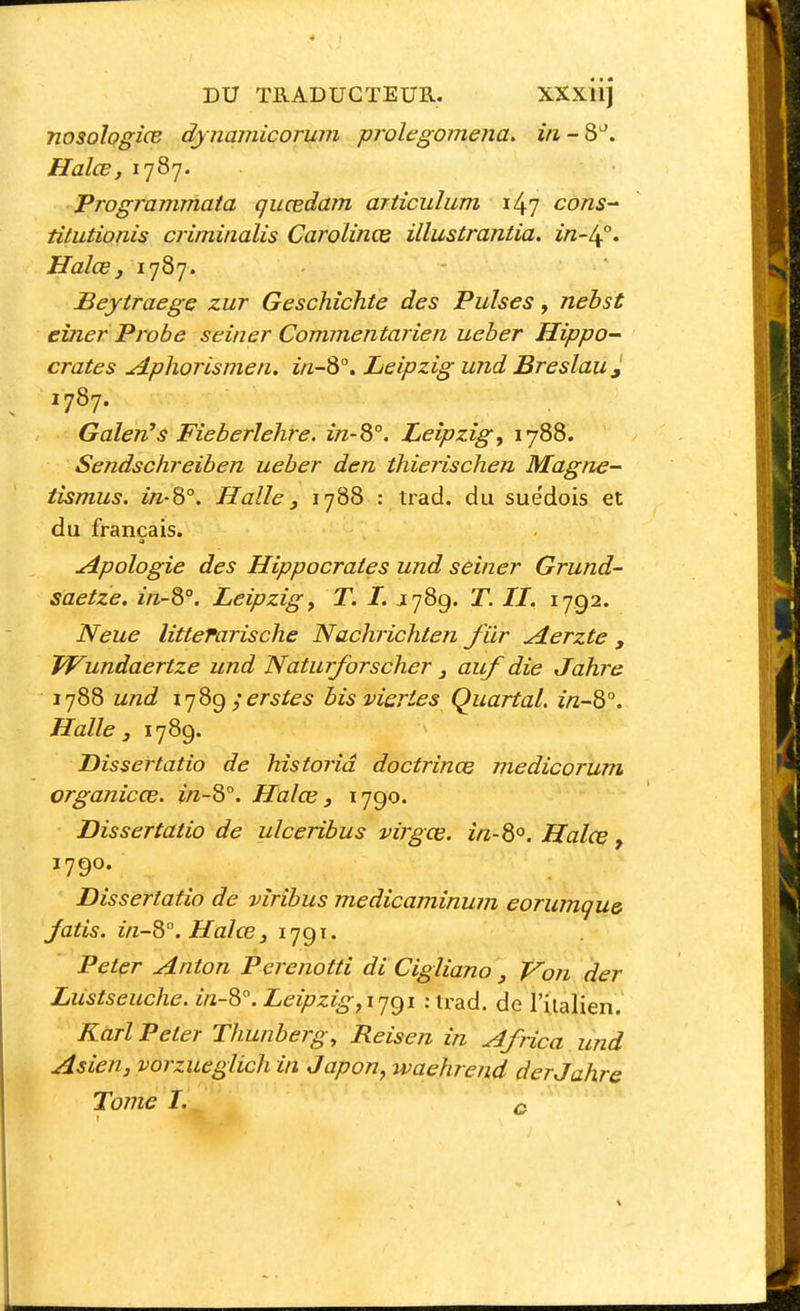 DU TRADUCTEUR. xxxiij
nosologiæ dynamicorum prolegomena. in-8°.
Halæ, 1787.
Programmata quædam articulum 147 cons-
titutionis criminalis Carolinæ illustrantia. in-4°.
Halæ, 1787.
Beytraege zur Geschichte des Pulses, nebst
einer Probe seiner Commentarien ueber Hippo-
crates Aphorismen. in-8°. Leipzig und Breslau,
1787.
Galen's Fieberlehre. in-8°. Leipzig, 1788.
Sendschreiben ueber den thierischen Magne-
tismus. in-8°. Halle, 1788 : trad. du suédois et
du français.
Apologie des Hippocrates und seiner Grund-
saetze. in-8°. Leipzig, T. I. 1789. T. II. 1792.
Neue litterarische Nachrichten für Aerzte,
Wundaertze und Naturforscher, auf die Jahre
1788 und 1789; erstes bis viertes Quartal. in-8°.
Halle, 1789.
Dissertatio de historiâ doctrinæ medicorum
organicæ. in-8°. Halæ, 1790.
Dissertatio de ulceribus virgæ. in-8°. Halæ,
1790.
Dissertatio de viribus medicaminum eorumque
fatis. in-8°. Halæ, 1791.
Peter Anton Perenotti di Cigliano, Von der
Lustseuche. in-8°. Leipzig, 1791 : trad. de l'italien.
Karl Peter Thunberg, Reisen in Africa und
Asien, vorzueglich in Japon, waehrend der Jahre
Tome I. c